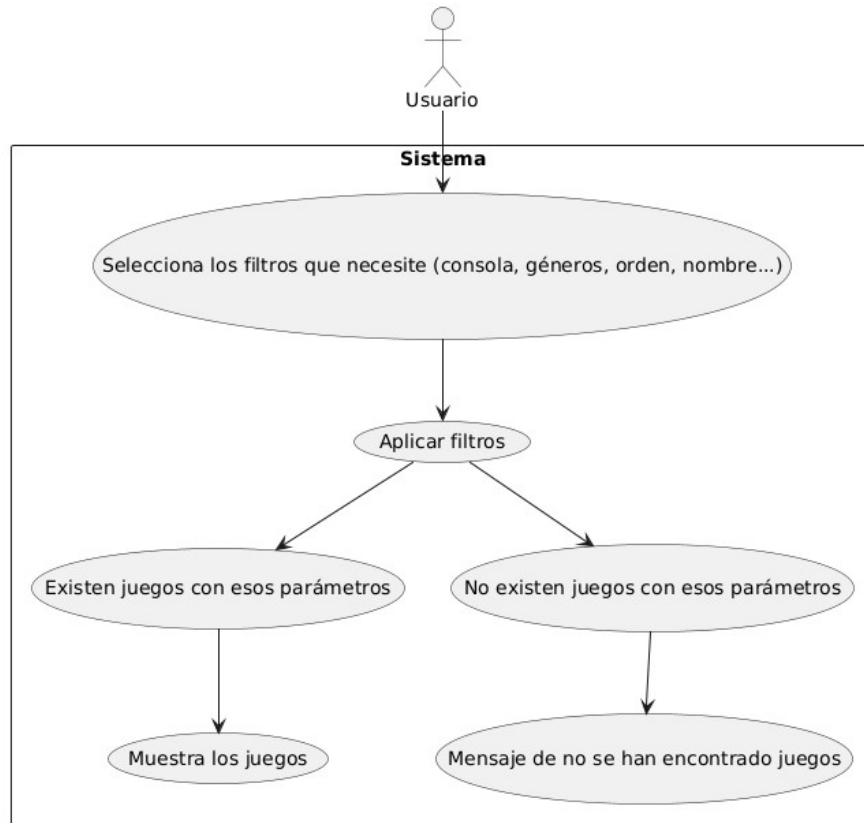 Usuario
Sistema
Selecciona los filtros que necesite (consola, géneros, orden, nombre...)
Aplicar filtros
Existen juegos con esos parámetros
No existen juegos con esos parámetros
Muestra los juegos
Mensaje de no se han encontrado juegos